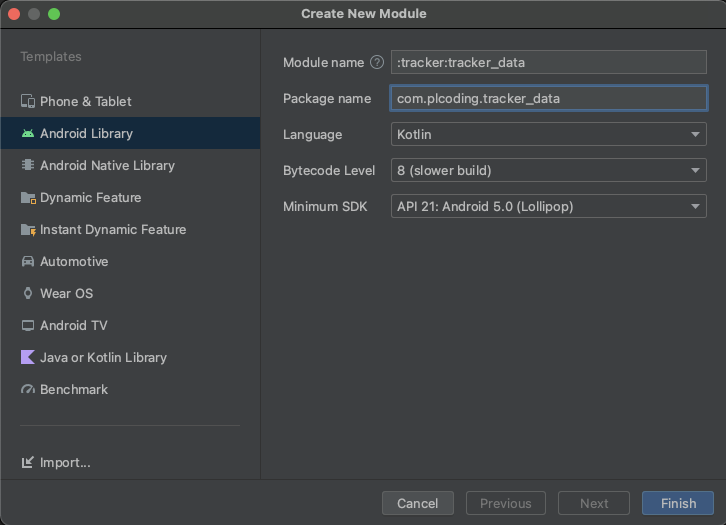 Create New Module
Templates
Phone & Tablet
Android Library
Android Native Library
Dynamic Feature
Instant Dynamic Feature
Automotive
Wear OS
Android TV
Java or Kotlin Library
Benchmark
Import...
Module name ? :tracker:tracker_data
Package name com.plcoding.tracker_data
Language Kotlin
Bytecode Level 8 (slower build)
Minimum SDK API 21: Android 5.0 (Lollipop)
Cancel Previous Next Finish